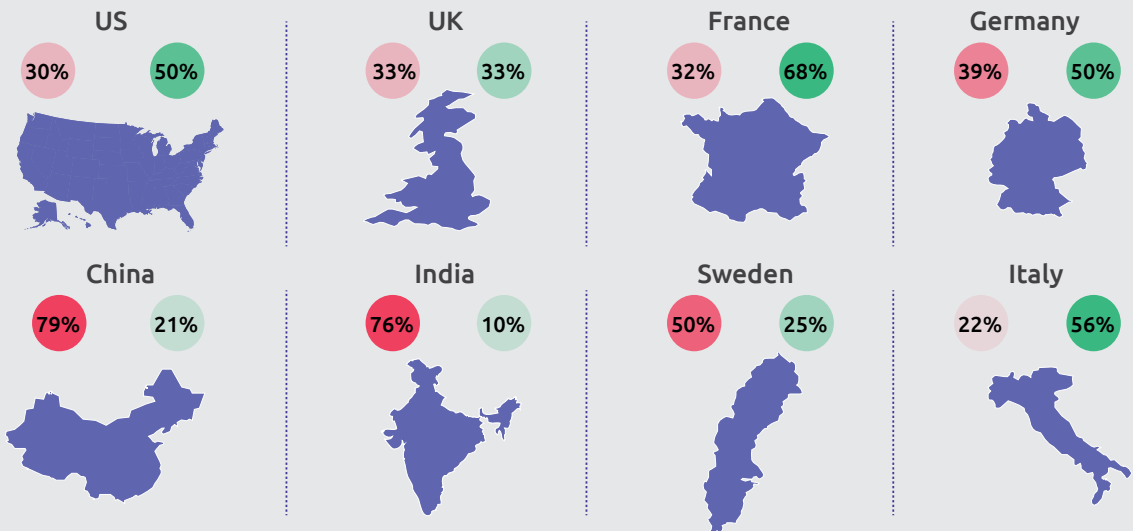 US
UK
France
Germany
30% 50%
33% 33%
32% 68%
39% 50%
China
India
Sweden
Italy
79% 21%
76% 10%
50% 25%
22% 56%